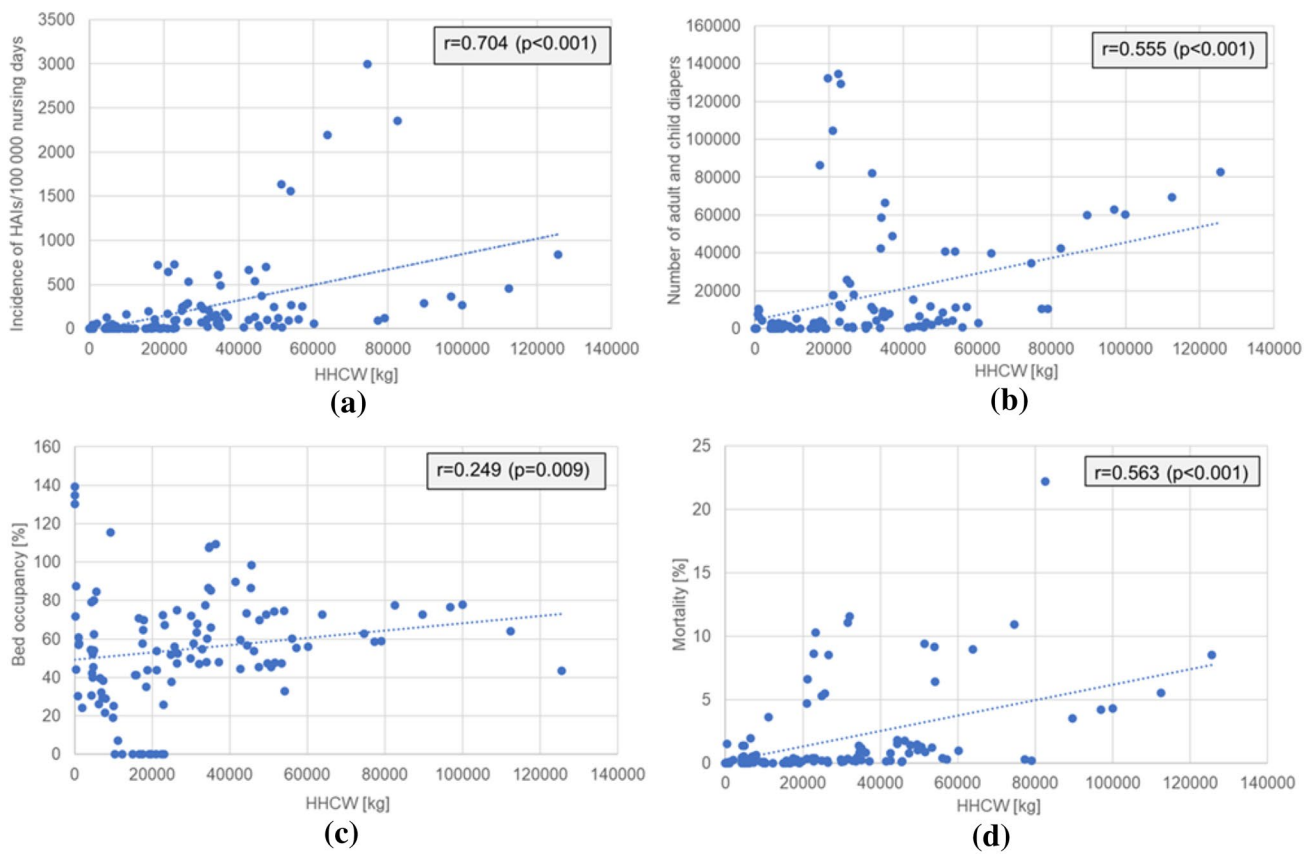 r=0.704 (p<0.001)
Incidence of HAIs/100 000 nursing days
3500
3000
2500
2000
1500
1000
500
0
0 20000 40000 60000 80000 100000 120000 140000
HHCW [kg]
(a)
r=0.555 (p<0.001)
Number of adult and child diapers
160000
140000
120000
100000
80000
60000
40000
20000
0
0 20000 40000 60000 80000 100000 120000 140000
HHCW [kg]
(b)
r=0.249 (p=0.009)
Bed occupancy [%]
160
140
120
100
80
60
40
20
0
0 20000 40000 60000 80000 100000 120000 140000
HHCW [kg]
(c)
r=0.563 (p<0.001)
Mortality [%]
25
20
15
10
5
0
0 20000 40000 60000 80000 100000 120000 140000
HHCW [kg]
(d)